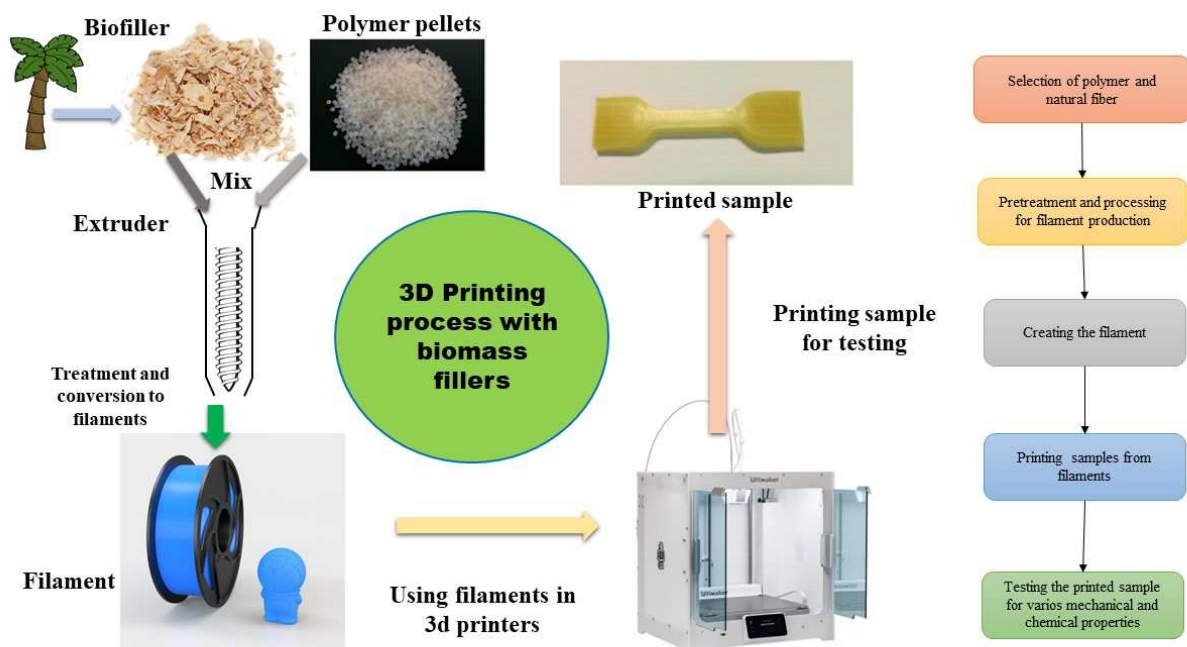 Biofiller
Polymer pellets
Mix
Extruder
Treatment and
conversion to
filaments
Filament
3D Printing
process with
biomass
fillers
Using filaments in
3d printers
Ultimaker
Ultimaker
Printed sample
Printing sample
for testing
Selection of polymer and
natural fiber
Pretreatment and processing
for filament production
Creating the filament
Printing samples from
filaments
Testing the printed sample
for varios mechanical and
chemical properties